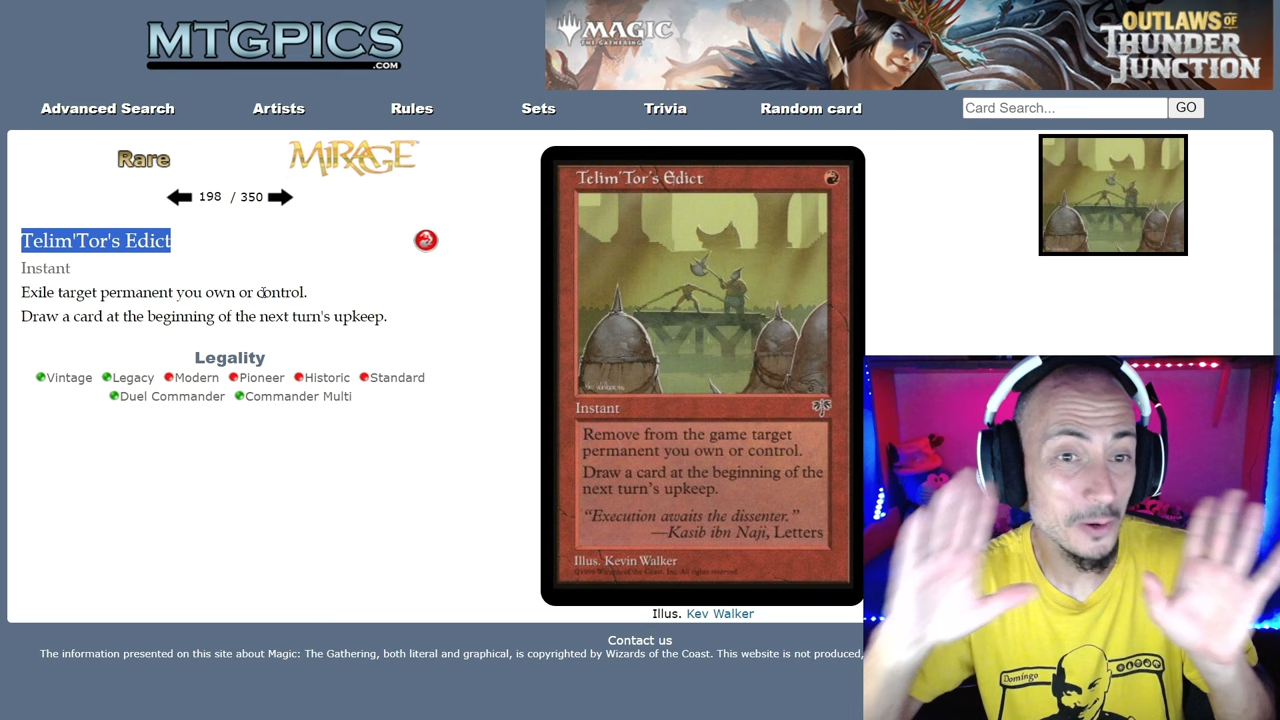 MTGPICS
.COM
MAGIC
THE GATHERING
OUTLAWS OF
THUNDER
JUNCTION
Advanced Search
Artists
Rules
Sets
Trivia
Random card
Card Search...
GO
Rare
MIRAGE
198 / 350
Telim'Tor's Edict
Instant
Exile target permanent you own or control.
Draw a card at the beginning of the next turn's upkeep.
Legality
Vintage Legacy Modern Pioneer Historic Standard
Duel Commander Commander Multi
Telim'Tor's Edict
Instant
Remove from the game target
permanent you own or control.
Draw a card at the beginning of the
next turn's upkeep.
"Execution awaits the dissenter."
—Kasib ibn Naji, Letters
Illus. Kevin Walker
Illus. Kev Walker
Contact us
The information presented on this site about Magic: The Gathering, both literal and graphical, is copyrighted by Wizards of the Coast. This website is not produced,
Domingo